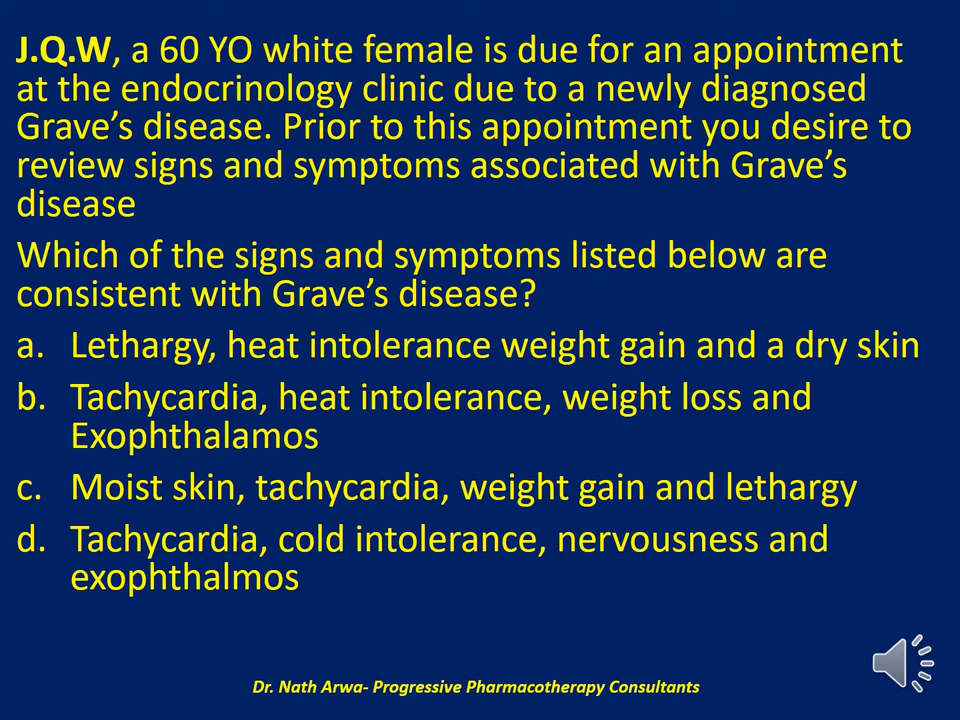 J.Q.W, a 60 YO white female is due for an appointment
at the endocrinology clinic due to a newly diagnosed
Grave’s disease. Prior to this appointment you desire to
review signs and symptoms associated with Grave’s
disease
Which of the signs and symptoms listed below are
consistent with Grave’s disease?
a. Lethargy, heat intolerance weight gain and a dry skin
b. Tachycardia, heat intolerance, weight loss and
Exophthalamos
c. Moist skin, tachycardia, weight gain and lethargy
d. Tachycardia, cold intolerance, nervousness and
exophthalmos
Dr. Nath Arwa- Progressive Pharmacotherapy Consultants